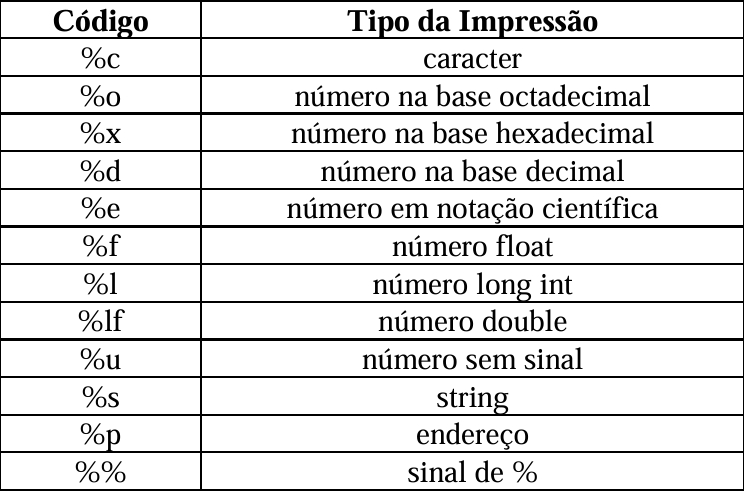 Código Tipo da Impressão
%c caracter
%o número na base octadecimal
%x número na base hexadecimal
%d número na base decimal
%e número em notação científica
%f número float
%l número long int
%lf número double
%u número sem sinal
%s string
%p endereço
%% sinal de %